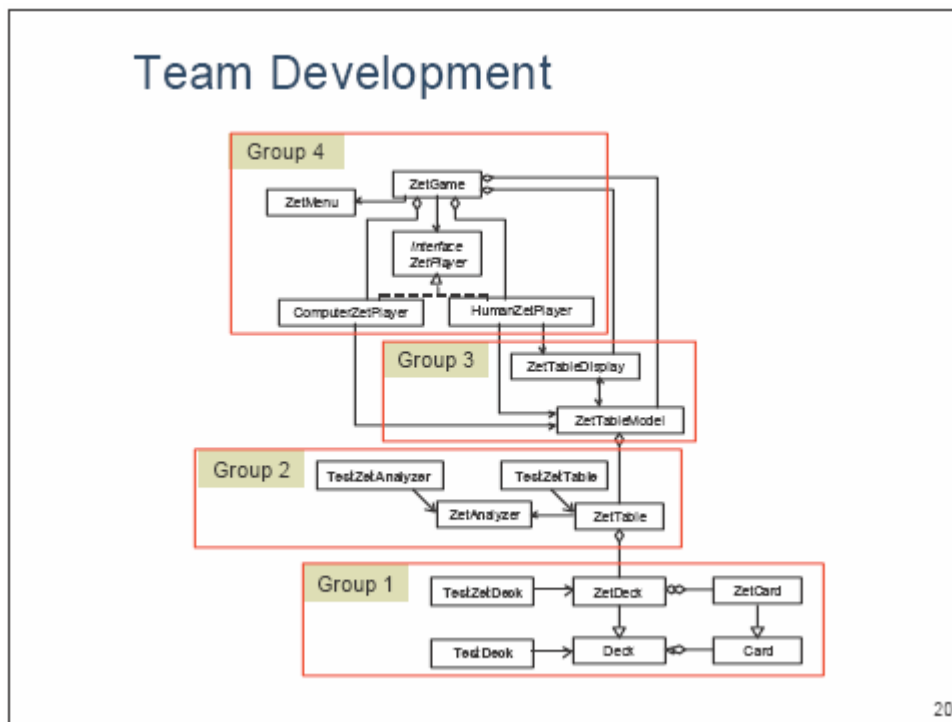 Team Development
Group 4
ZetGame
ZetMenu
Interface
ZetPlayer
ComputerZetPlayer
HumanZetPlayer
Group 3
ZetTableDisplay
ZetTableModel
Group 2
TestZetAnalyzer
TestZetTable
ZetAnalyzer
ZetTable
Group 1
TestZetDeck
ZetDeck
ZetCard
TestDeck
Deck
Card
20